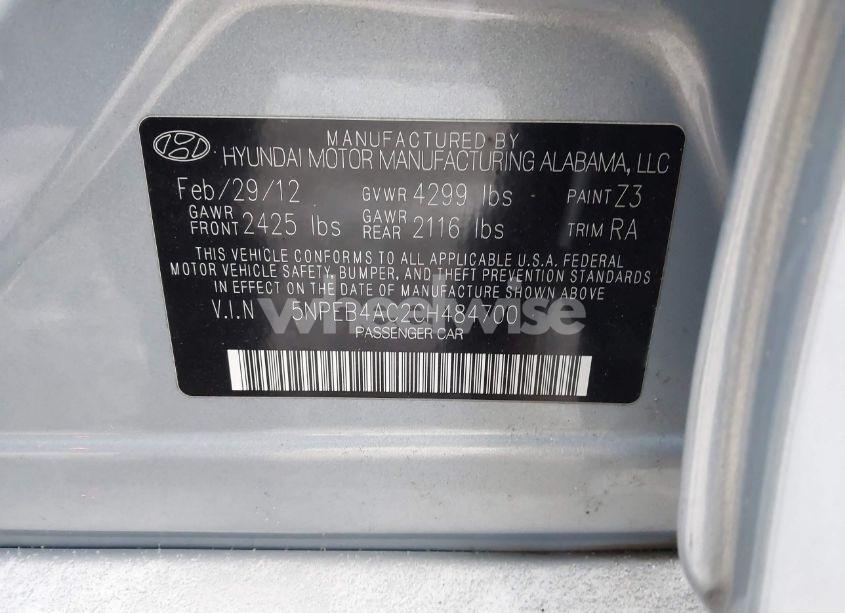 MANUFACTURED BY
HYUNDAI MOTOR MANUFACTURING ALABAMA, LLC
Feb/29/12 GVWR 4299 lbs PAINT Z3
GAWR FRONT 2425 lbs GAWR REAR 2116 lbs TRIM RA
THIS VEHICLE CONFORMS TO ALL APPLICABLE U.S.A. FEDERAL
MOTOR VEHICLE SAFETY, BUMPER, AND THEFT PREVENTION STANDARDS
IN EFFECT ON THE DATE OF MANUFACTURE SHOWN ABOVE
V.I.N 5NPEB4AC2CH484700
wheelwise
PASSENGER CAR